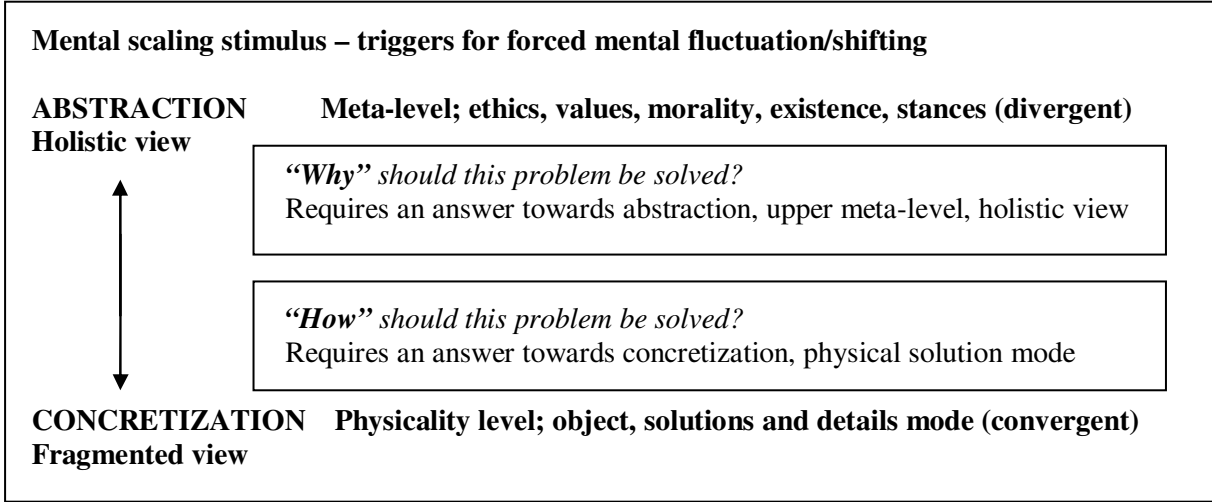 Mental scaling stimulus – triggers for forced mental fluctuation/shifting
ABSTRACTION Meta-level; ethics, values, morality, existence, stances (divergent)
Holistic view
“Why” should this problem be solved?
Requires an answer towards abstraction, upper meta-level, holistic view
“How” should this problem be solved?
Requires an answer towards concretization, physical solution mode
CONCRETIZATION Physicality level; object, solutions and details mode (convergent)
Fragmented view